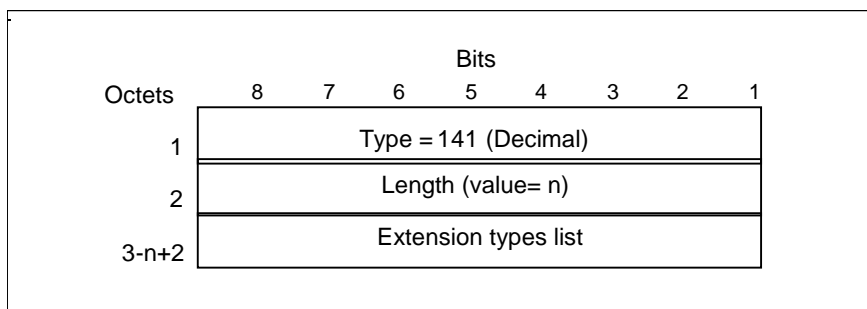 Bits
Octets 8 7 6 5 4 3 2 1
1 Type = 141 (Decimal)
2 Length (value= n)
3-n+2 Extension types list